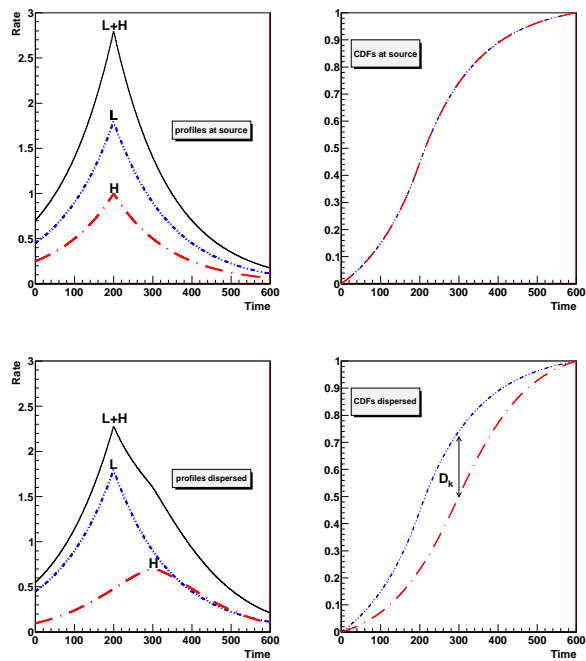 Rate
3
2.5
2
1.5
1
0.5
0
L+H
L
H
profiles at source
0 100 200 300 400 500 600
Time
1
0.9
0.8
0.7
0.6
0.5
0.4
0.3
0.2
0.1
0
CDFs at source
0 100 200 300 400 500 600
Time
Rate
3
2.5
2
1.5
1
0.5
0
L+H
L
H
profiles dispersed
0 100 200 300 400 500 600
Time
1
0.9
0.8
0.7
0.6
0.5
0.4
0.3
0.2
0.1
0
CDFs dispersed
Dk
0 100 200 300 400 500 600
Time